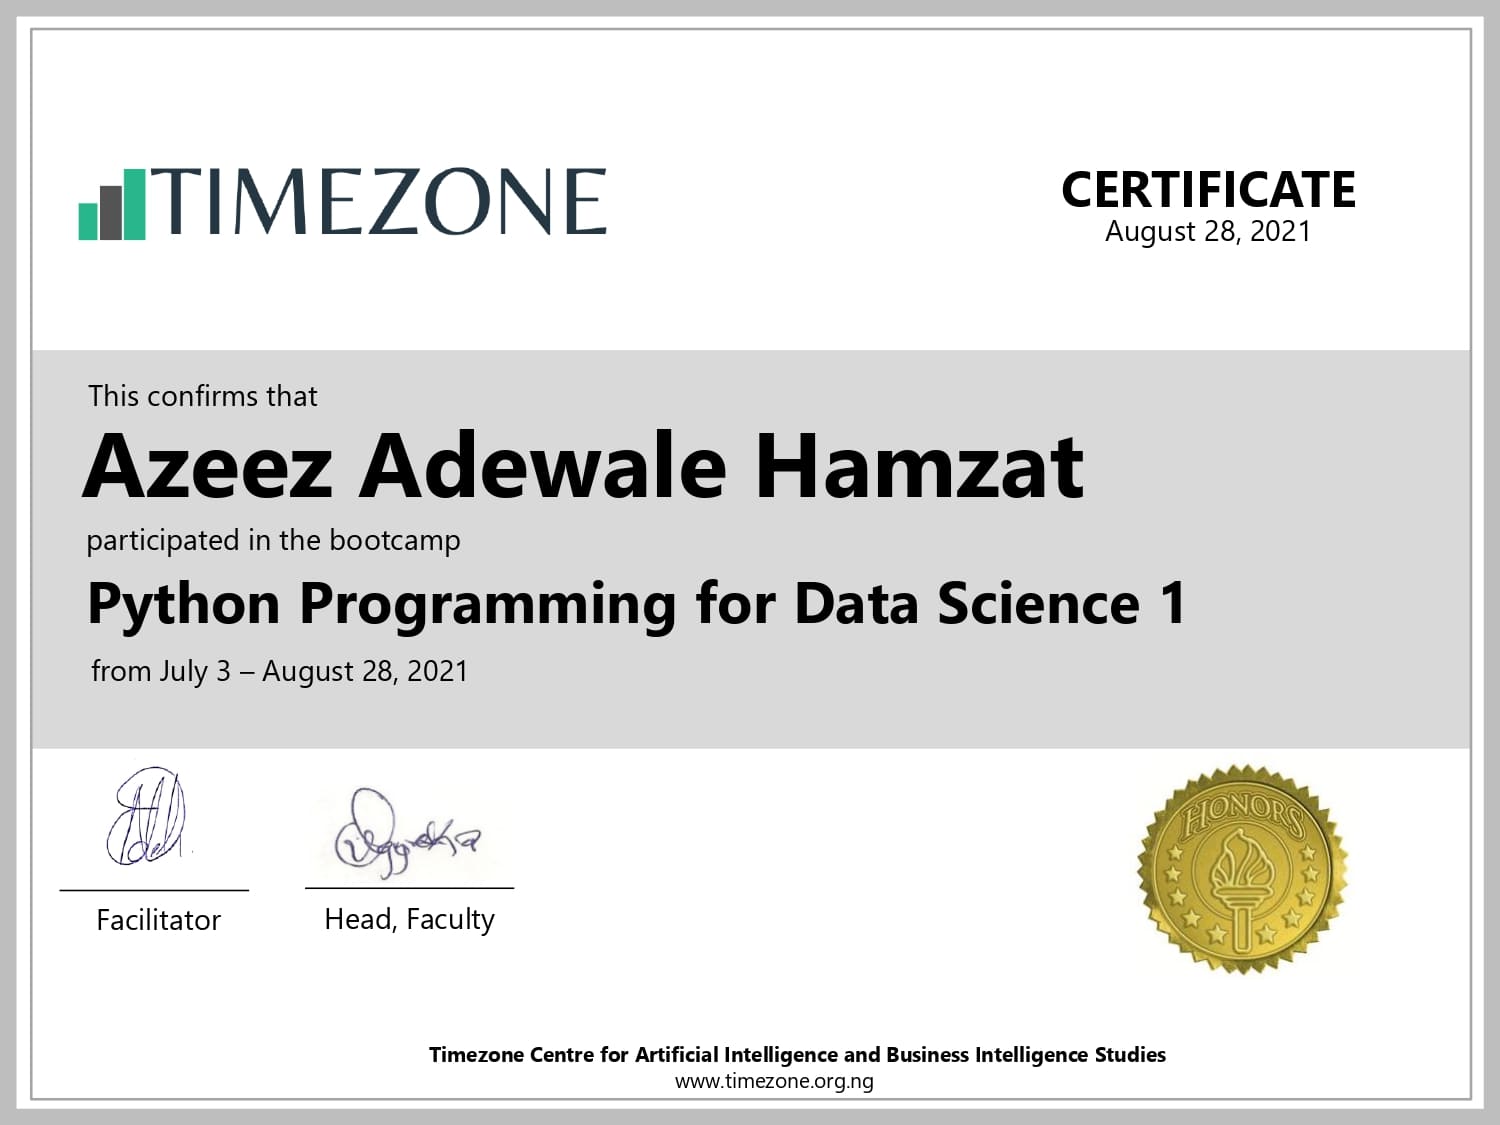 TIMEZONE
CERTIFICATE
August 28, 2021
This confirms that
Azeez Adewale Hamzat
participated in the bootcamp
Python Programming for Data Science 1
from July 3 – August 28, 2021
Facilitator
Head, Faculty
HONORS
Timezone Centre for Artificial Intelligence and Business Intelligence Studies
www.timezone.org.ng